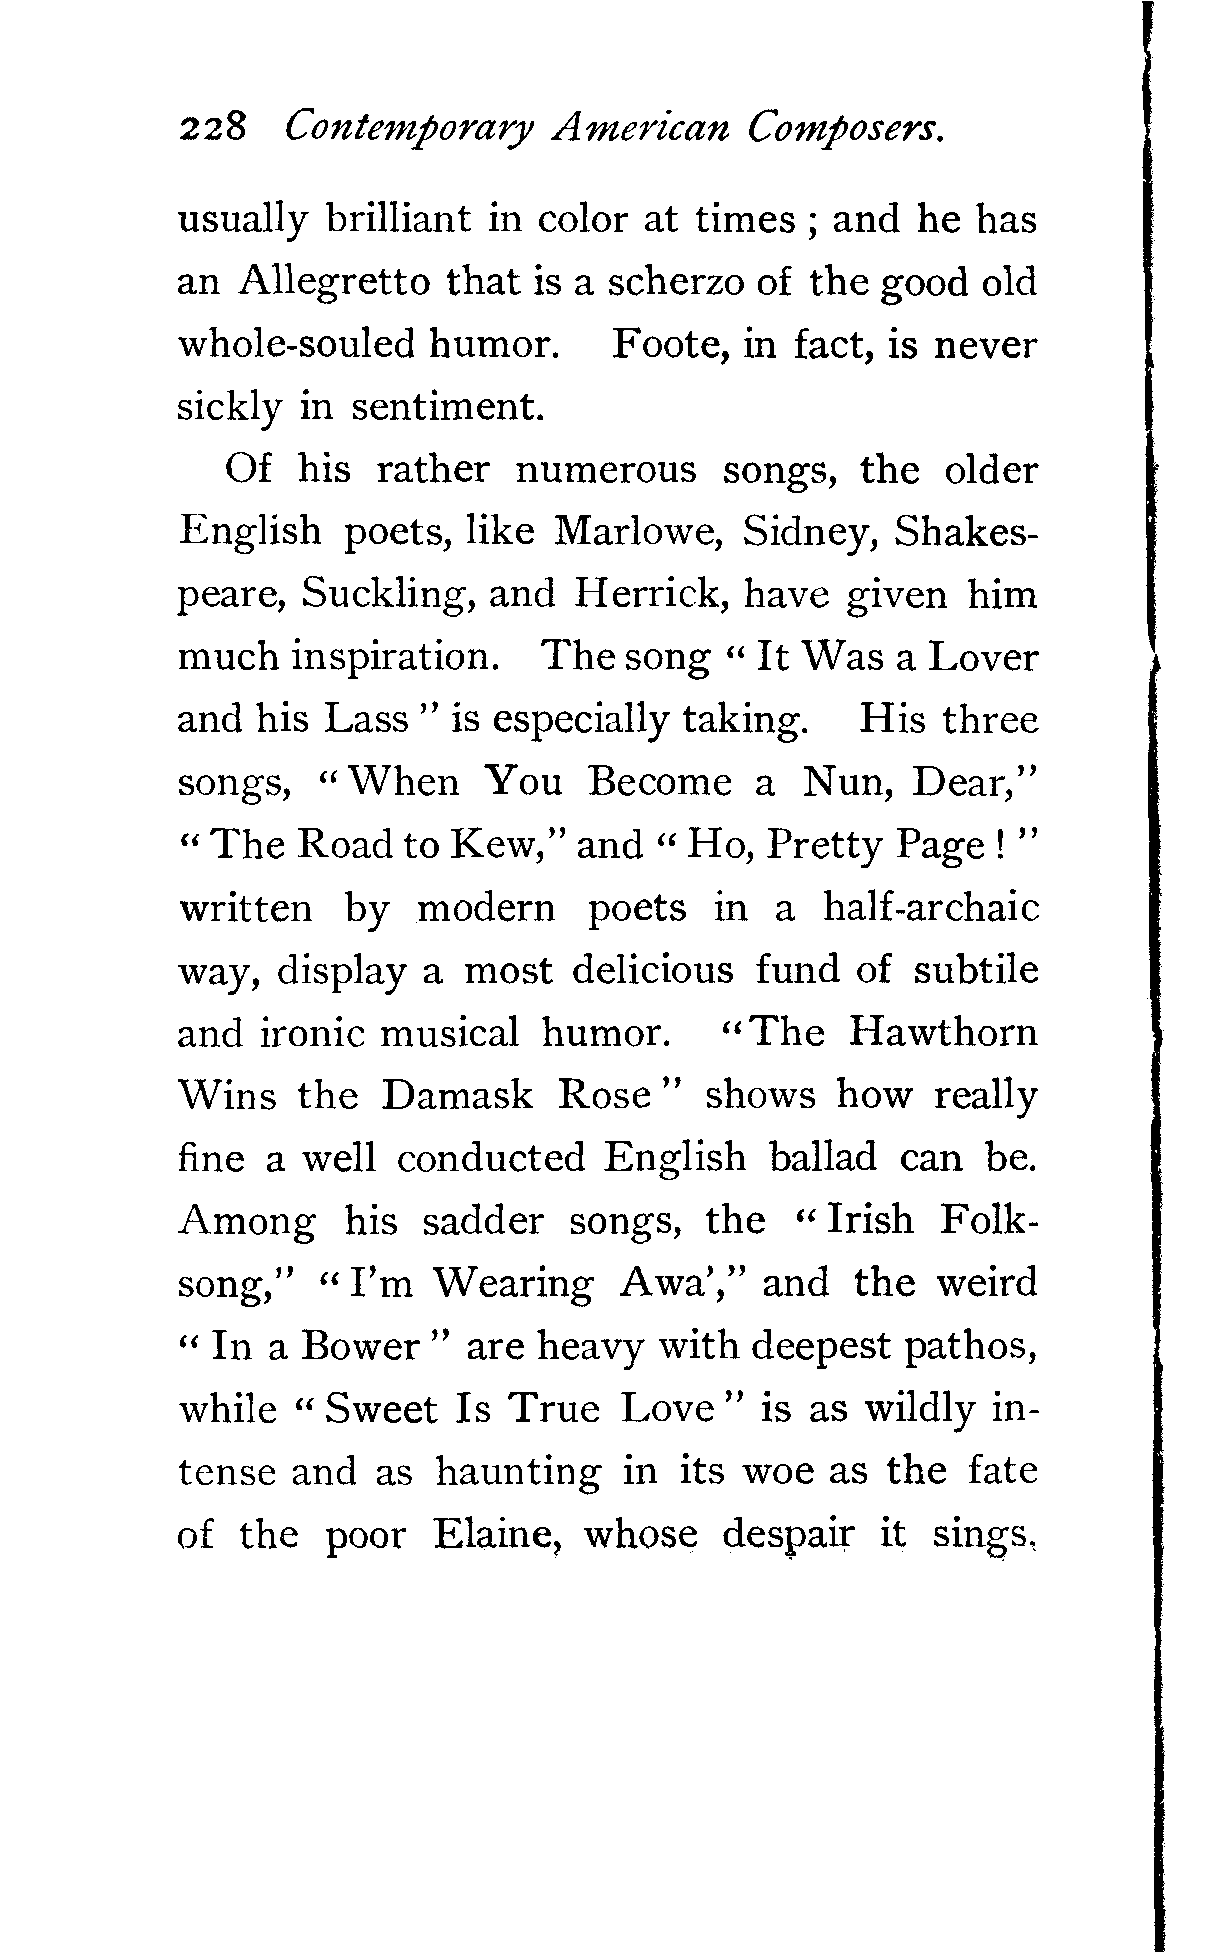 228 Contemporary American Composers.
usually brilliant in color at times ; and he has
an Allegretto that is a scherzo of the good old
whole-souled humor. Foote, in fact, is never
sickly in sentiment.
Of his rather numerous songs, the older
English poets, like Marlowe, Sidney, Shakes-
peare, Suckling, and Herrick, have given him
much inspiration. The song “ It Was a Lover
and his Lass ” is especially taking. His three
songs, “ When You Become a Nun, Dear,”
“ The Road to Kew,” and “ Ho, Pretty Page ! ”
written by modern poets in a half-archaic
way, display a most delicious fund of subtile
and ironic musical humor. “ The Hawthorn
Wins the Damask Rose ” shows how really
fine a well conducted English ballad can be.
Among his sadder songs, the “ Irish Folk-
song,” “ I’m Wearing Awa’,” and the weird
“ In a Bower ” are heavy with deepest pathos,
while “ Sweet Is True Love ” is as wildly in-
tense and as haunting in its woe as the fate
of the poor Elaine, whose despair it sings.